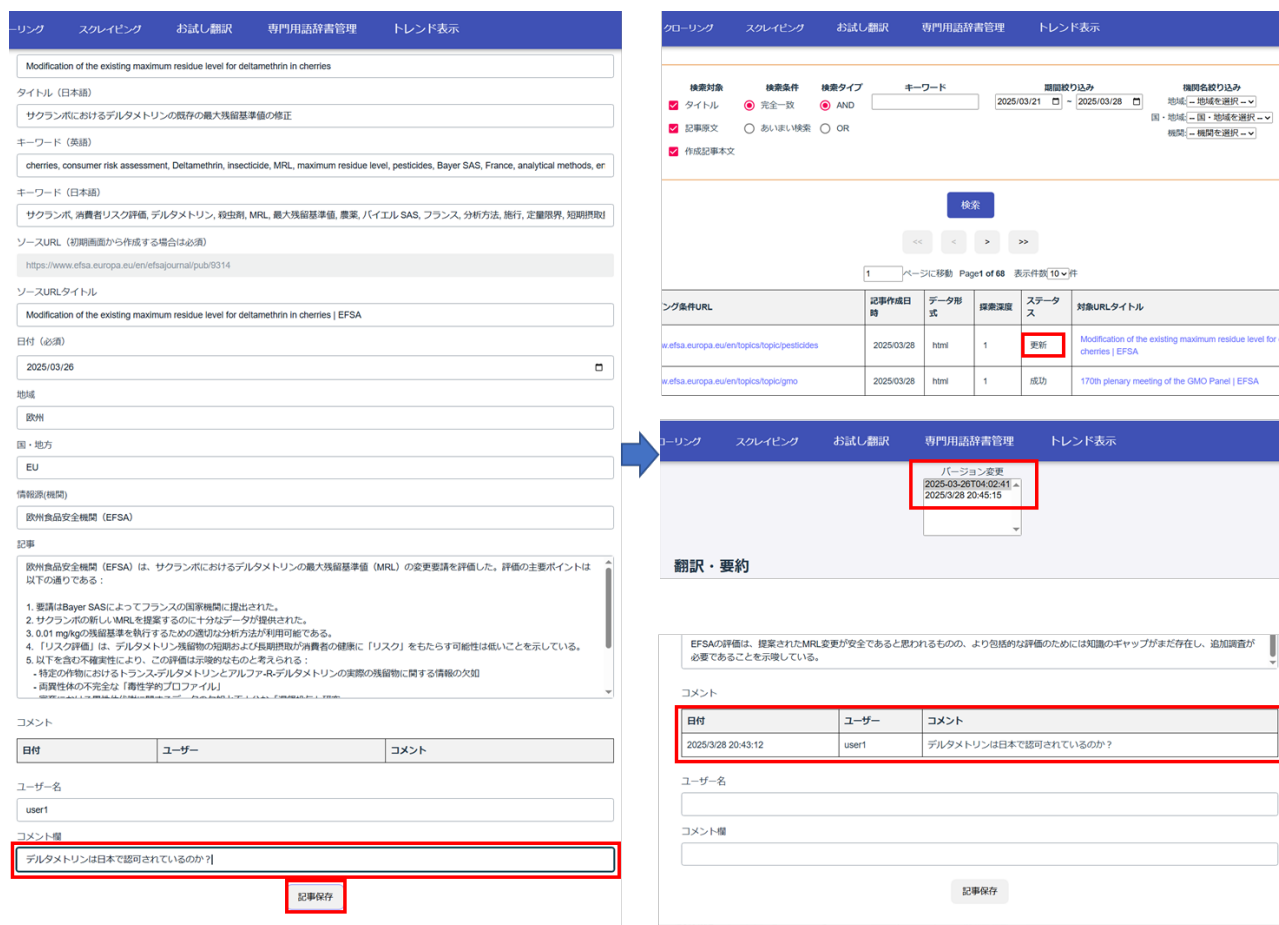 ーリング スクレイピング お試し翻訳 専門用語辞書管理 トレンド表示
Modification of the existing maximum residue level for deltamethrin in cherries
タイトル（日本語）
サクランボにおけるデルタメトリンの既存の最大残留基準値の修正
キーワード（英語）
cherries, consumer risk assessment, Deltamethrin, insecticide, MRL, maximum residue level, pesticides, Bayer SAS, France, analytical methods, er
キーワード（日本語）
サクランボ, 消費者リスク評価, デルタメトリン, 殺虫剤, MRL, 最大残留基準値, 農薬, バイエル SAS, フランス, 分析方法, 施行, 定量限界, 短期摂取
ソースURL（初期画面から作成する場合は必須）
https://www.efsa.europa.eu/en/efsajournal/pub/9314
ソースURLタイトル
Modification of the existing maximum residue level for deltamethrin in cherries | EFSA
日付（必須）
2025/03/26
地域
欧州
国・地方
EU
情報源(機関)
欧州食品安全機関（EFSA）
記事
欧州食品安全機関（EFSA）は、サクランボにおけるデルタメトリンの最大残留基準値（MRL）の変更要請を評価した。評価の主要ポイントは
以下の通りである：
1. 要請はBayer SASによってフランスの国家機関に提出された。
2. サクランボの新しいMRLを提案するのに十分なデータが提供された。
3. 0.01 mg/kgの残留基準を執行するための適切な分析方法が利用可能である。
4. 「リスク評価」は、デルタメトリン残留物の短期および長期摂取が消費者の健康に「リスク」をもたらす可能性は低いことを示している。
5. 以下を含む不確実性により、この評価は示唆的なものと考えられる：
- 特定の作物におけるトランス-デルタメトリンとアルファ-R-デルタメトリンの実際の残留物に関する情報の欠如
- 両異性体の不完全な「毒性学的プロファイル」
コメント
日付 ユーザー コメント
ユーザー名
user1
コメント欄
デルタメトリンは日本で認可されているのか？
記事保存
クローリング スクレイピング お試し翻訳 専門用語辞書管理 トレンド表示
検索対象 検索条件 検索タイプ キーワード 期間絞り込み 機関名絞り込み
タイトル 完全一致 AND 2025/03/21 ~ 2025/03/28 地域:-- 地域を選択 --
国・地域:-- 国・地域を選択 --
記事原文 あいまい検索 OR 機関:-- 機関を選択 --
作成記事本文
検索
<< < > >>
1 ページに移動 Page1 of 68 表示件数10件
ング条件URL 記事作成日時 データ形式 探索深度 ステータス 対象URLタイトル
w.efsa.europa.eu/en/topics/topic/pesticides 2025/03/28 html 1 更新 Modification of the existing maximum residue level for
cherries | EFSA
w.efsa.europa.eu/en/topics/topic/gmo 2025/03/28 html 1 成功 170th plenary meeting of the GMO Panel | EFSA
ローリング スクレイピング お試し翻訳 専門用語辞書管理 トレンド表示
バージョン変更
2025-03-26T04:02:41
2025/3/28 20:45:15
翻訳・要約
EFSAの評価は、提案されたMRL変更が安全であると思われるものの、より包括的な評価のためには知識のギャップがまだ存在し、追加調査が
必要であることを示唆している。
コメント
日付 ユーザー コメント
2025/3/28 20:43:12 user1 デルタメトリンは日本で認可されているのか？
ユーザー名
コメント欄
記事保存